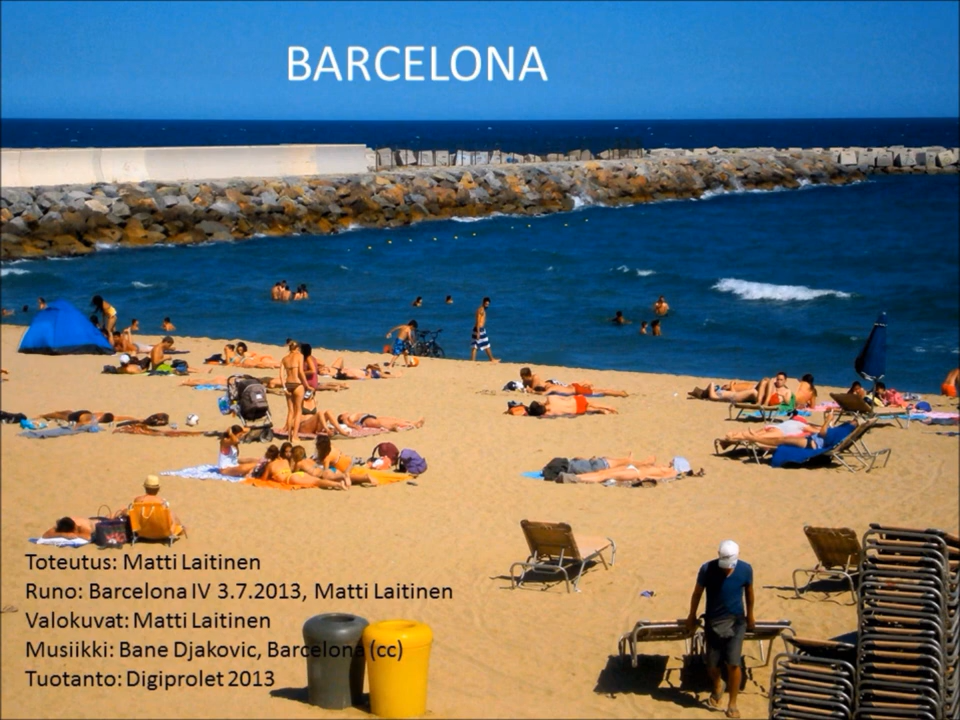 BARCELONA
Toteutus: Matti Laitinen
Runo: Barcelona IV 3.7.2013, Matti Laitinen
Valokuvat: Matti Laitinen
Musiikki: Bane Djakovic, Barcelona (cc)
Tuotanto: Digiprolet 2013